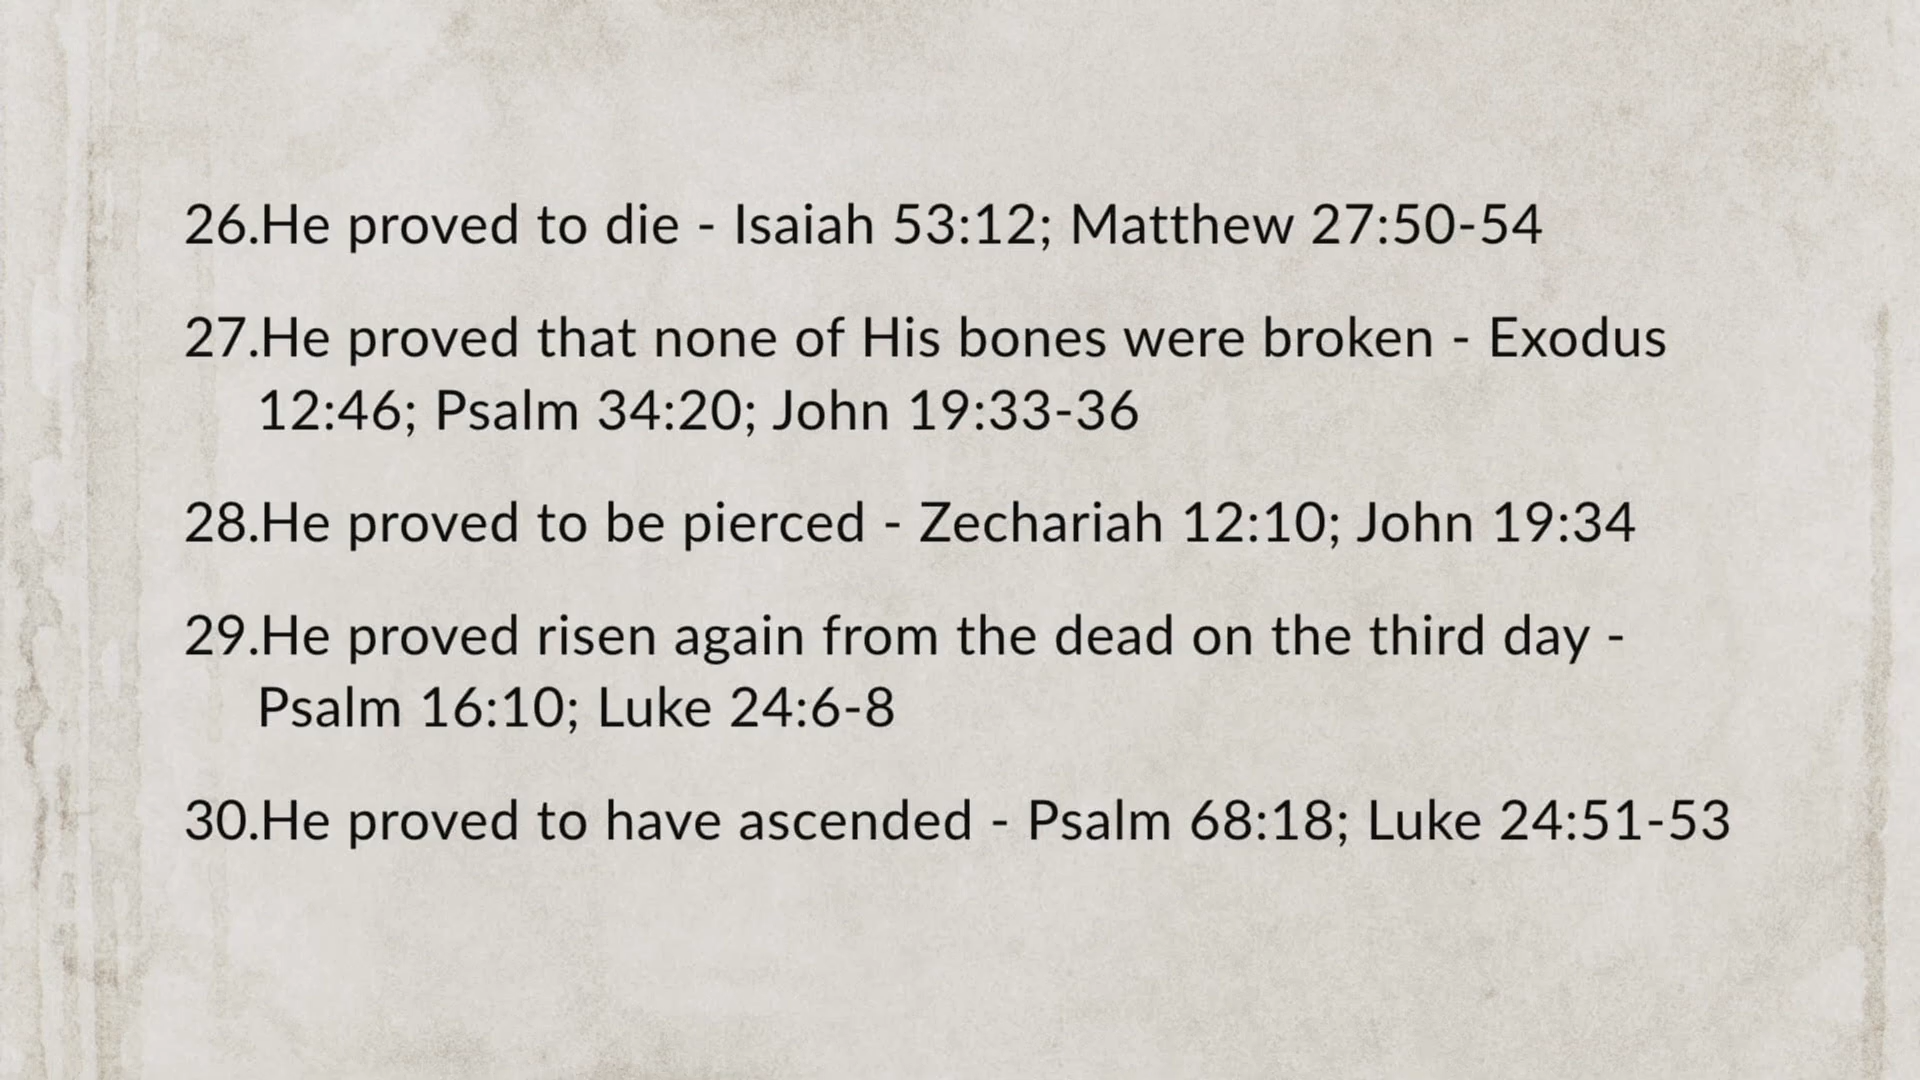 26.He proved to die - Isaiah 53:12; Matthew 27:50-54
27.He proved that none of His bones were broken - Exodus
12:46; Psalm 34:20; John 19:33-36
28.He proved to be pierced - Zechariah 12:10; John 19:34
29.He proved risen again from the dead on the third day -
Psalm 16:10; Luke 24:6-8
30.He proved to have ascended - Psalm 68:18; Luke 24:51-53